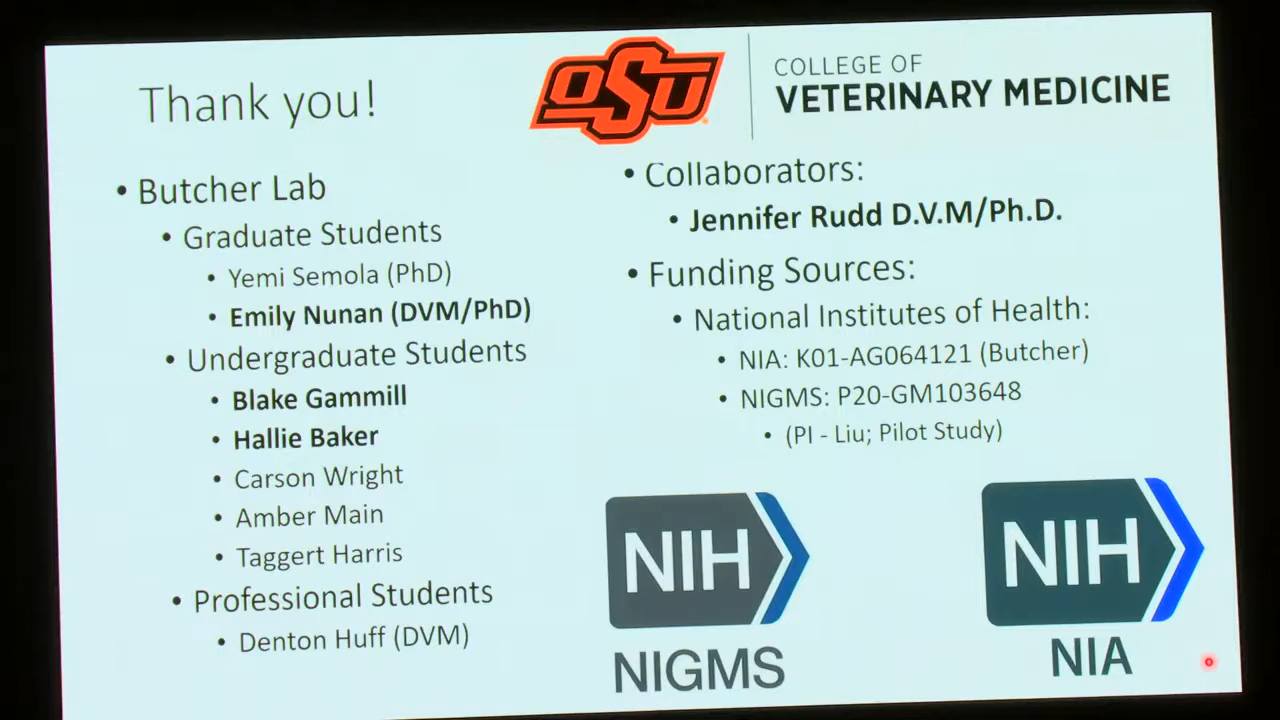 Thank you!
OSU
COLLEGE OF
VETERINARY MEDICINE
• Butcher Lab
• Graduate Students
• Yemi Semola (PhD)
• Emily Nunan (DVM/PhD)
• Undergraduate Students
• Blake Gammill
• Hallie Baker
• Carson Wright
• Amber Main
• Taggert Harris
• Professional Students
• Denton Huff (DVM)
• Collaborators:
• Jennifer Rudd D.V.M/Ph.D.
• Funding Sources:
• National Institutes of Health:
• NIA: K01-AG064121 (Butcher)
• NIGMS: P20-GM103648
• (PI - Liu; Pilot Study)
NIH
NIGMS
NIH
NIA